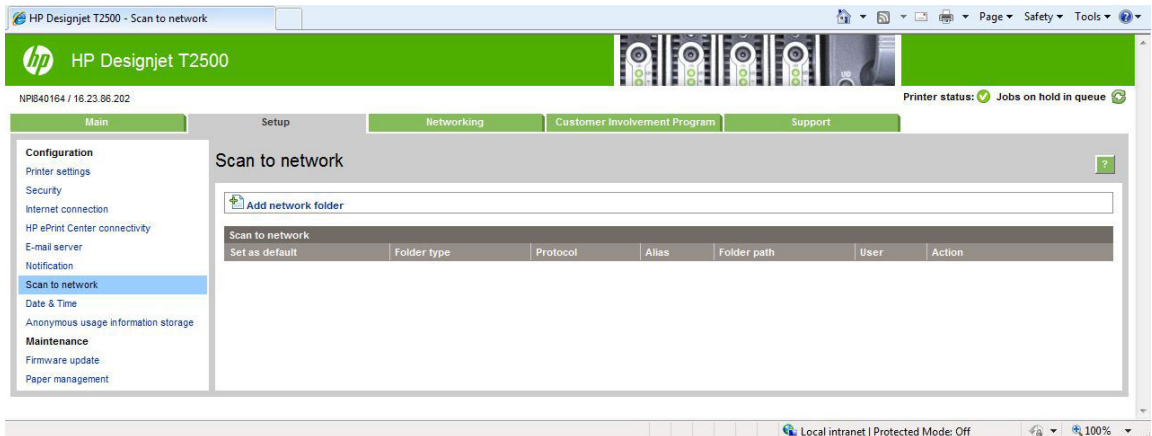 HP Designjet T2500 - Scan to network
Page Safety Tools
hp HP Designjet T2500
NPI840164 / 16.23.86.202
Printer status: Jobs on hold in queue
Main Setup Networking Customer Involvement Program Support
Configuration
Printer settings
Security
Internet connection
HP ePrint Center connectivity
E-mail server
Notification
Scan to network
Date & Time
Anonymous usage information storage
Maintenance
Firmware update
Paper management
Scan to network
?
Add network folder
Scan to network
Set as default Folder type Protocol Alias Folder path User Action
Local intranet | Protected Mode: Off
100%